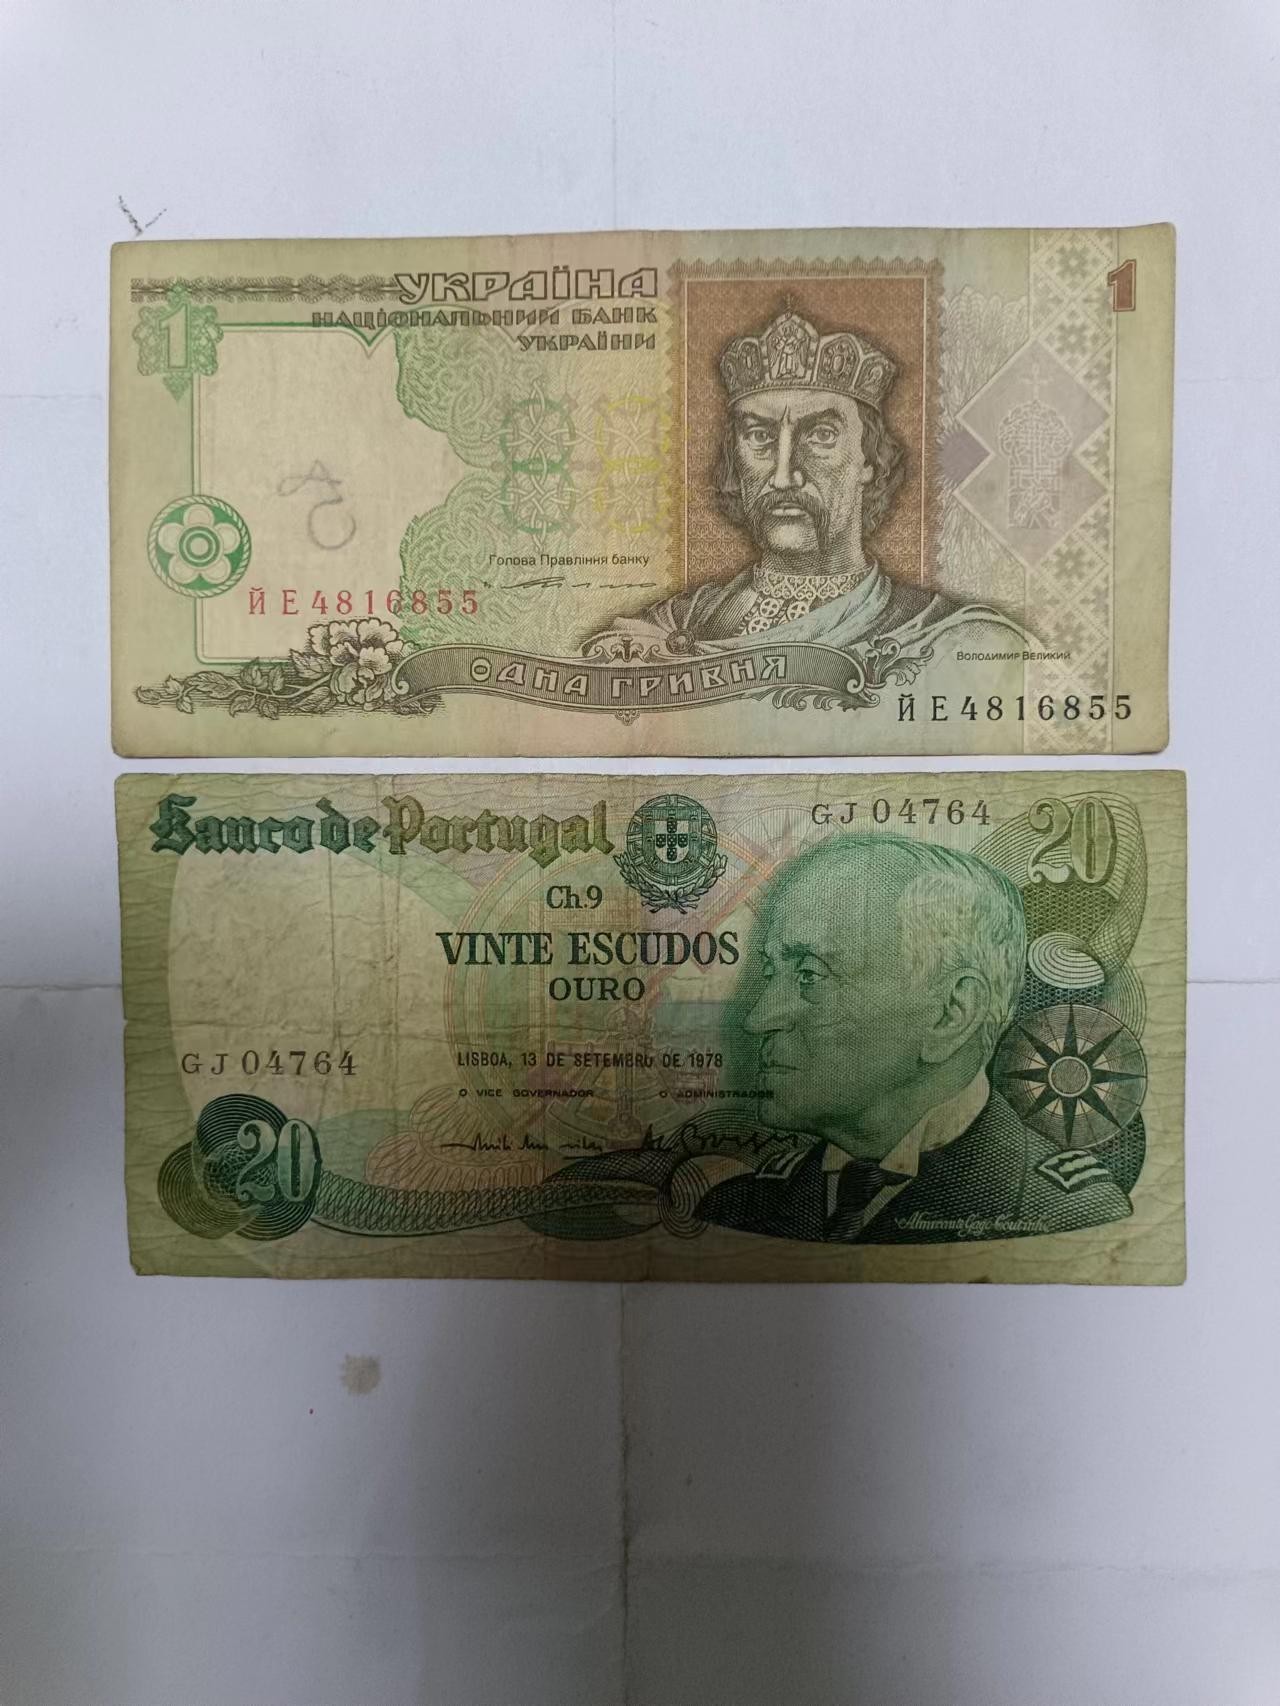 УКРАЇНА
НАЦІОНАЛЬНИЙ БАНК
УКРАЇНИ
1
1
Голова Правління банку
ЙЕ4816855
ОДНА ГРИВНЯ
ВОЛОДИМИР ВЕЛИКИЙ
ЙЕ4816855
Banco de Portugal
GJ 04764
20
Ch.9
VINTE ESCUDOS
OURO
GJ 04764
LISBOA, 13 DE SETEMBRO DE 1978
O VICE GOVERNADOR O ADMINISTRADOR
20
Almirante Gago Coutinho